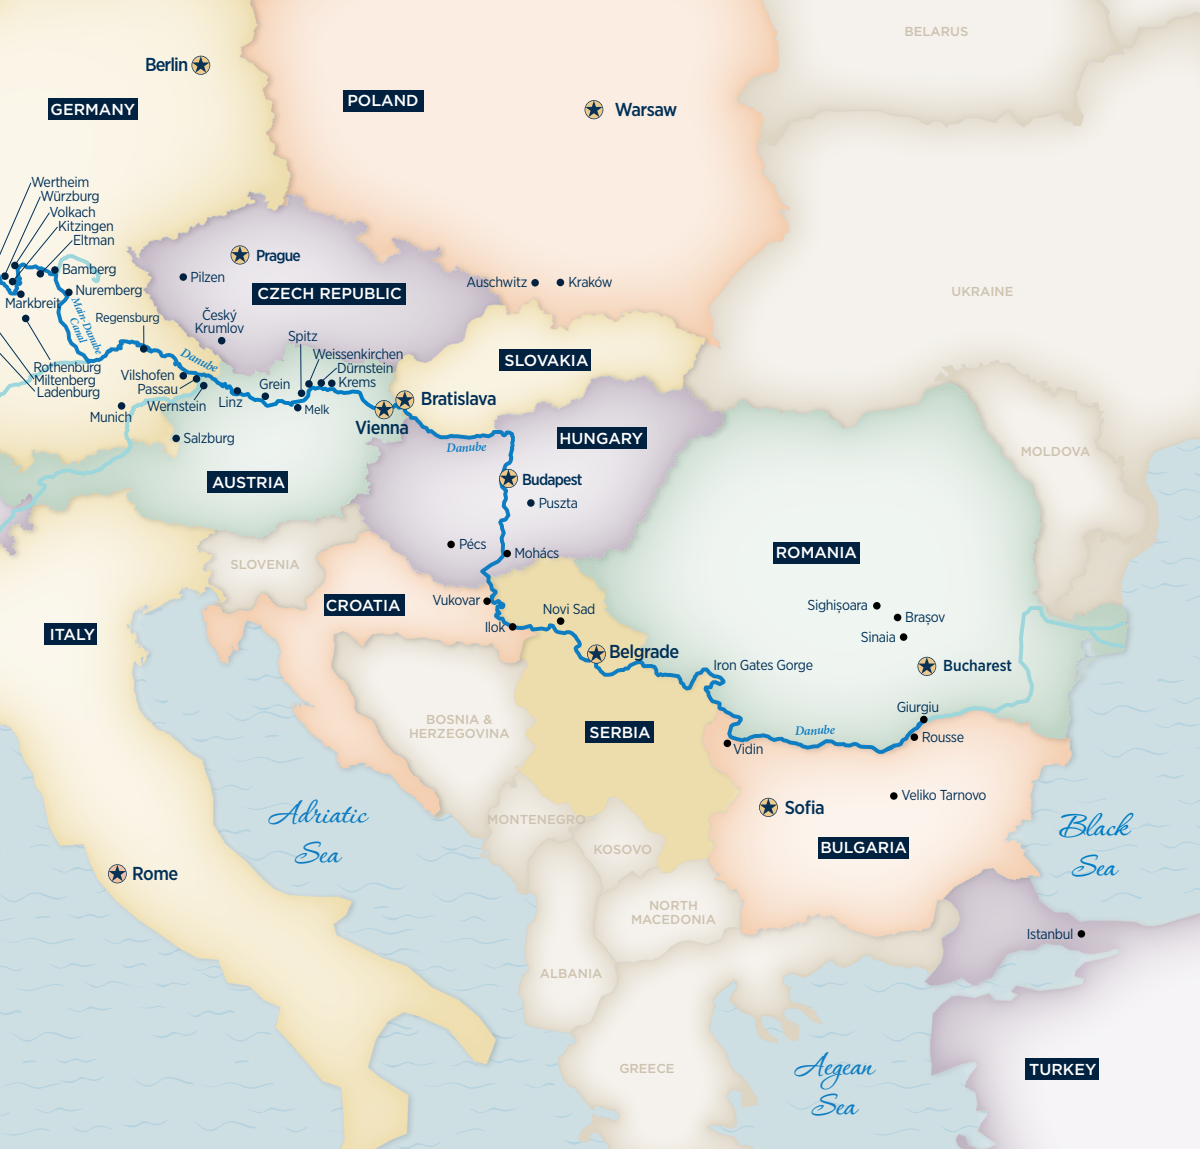 BELARUS
Berlin
GERMANY
POLAND
Warsaw
Wertheim
Würzburg
Volkach
Kitzingen
Eltman
Bamberg
Nuremberg
Markbreit
Main-Danube
Canal
Regensburg
Prague
Pilzen
CZECH REPUBLIC
Český
Krumlov
Auschwitz
Kraków
UKRAINE
Spitz
Weissenkirchen
Dürnstein
Krems
SLOVAKIA
Danube
Rothenburg
Miltenberg
Ladenburg
Vilshofen
Passau
Wernstein
Linz
Grein
Melk
Munich
Salzburg
Vienna
Bratislava
Danube
HUNGARY
MOLDOVA
AUSTRIA
Budapest
Puszta
Pécs
Mohács
ROMANIA
SLOVENIA
CROATIA
Vukovar
Ilok
Novi Sad
Sighișoara
Brașov
Sinaia
ITALY
Belgrade
Iron Gates Gorge
Bucharest
Giurgiu
BOSNIA &
HERZEGOVINA
SERBIA
Danube
Vidin
Rousse
Veliko Tarnovo
Sofia
Adriatic
Sea
MONTENEGRO
KOSOVO
BULGARIA
Black
Sea
Rome
NORTH
MACEDONIA
Istanbul
ALBANIA
GREECE
Aegean
Sea
TURKEY